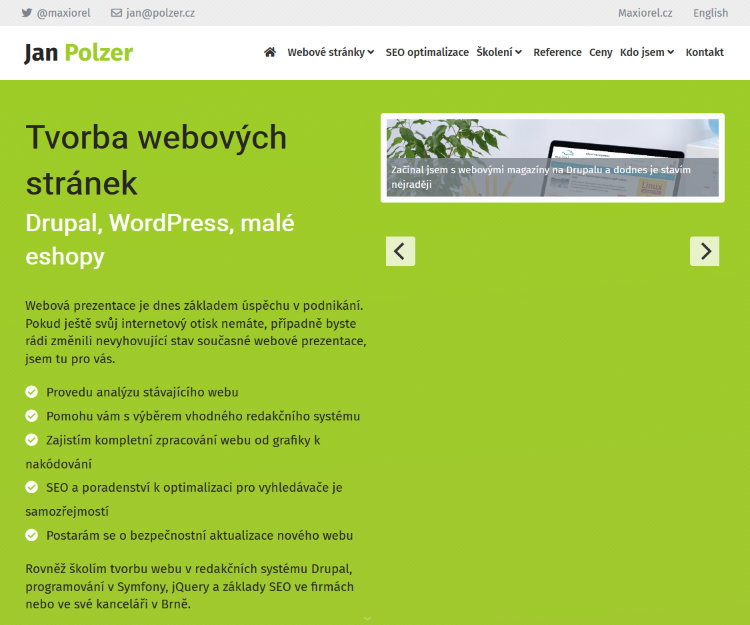 @maxiorel
jan@polzer.cz
Maxiorel.cz
English
Jan Polzer
Webové stránky
SEO optimalizace
Školení
Reference
Ceny
Kdo jsem
Kontakt
Tvorba webových
stránek
Drupal, WordPress, malé
eshopy
Webová prezentace je dnes základem úspěchu v podnikání.
Pokud ještě svůj internetový otisk nemáte, případně byste
rádi změnili nevyhovující stav současné webové prezentace,
jsem tu pro vás.
Provedu analýzu stávajícího webu
Pomohu vám s výběrem vhodného redakčního systému
Zajistím kompletní zpracování webu od grafiky k
nakódování
SEO a poradenství k optimalizaci pro vyhledávače je
samozřejmostí
Postarám se o bezpečnostní aktualizace nového webu
Rovněž školím tvorbu webu v redakčních systému Drupal,
programování v Symfony, jQuery a základy SEO ve firmách
nebo ve své kanceláři v Brně.
Začínal jsem s webovými magazíny na Drupalu a dodnes je stavím
nejraději
Linux